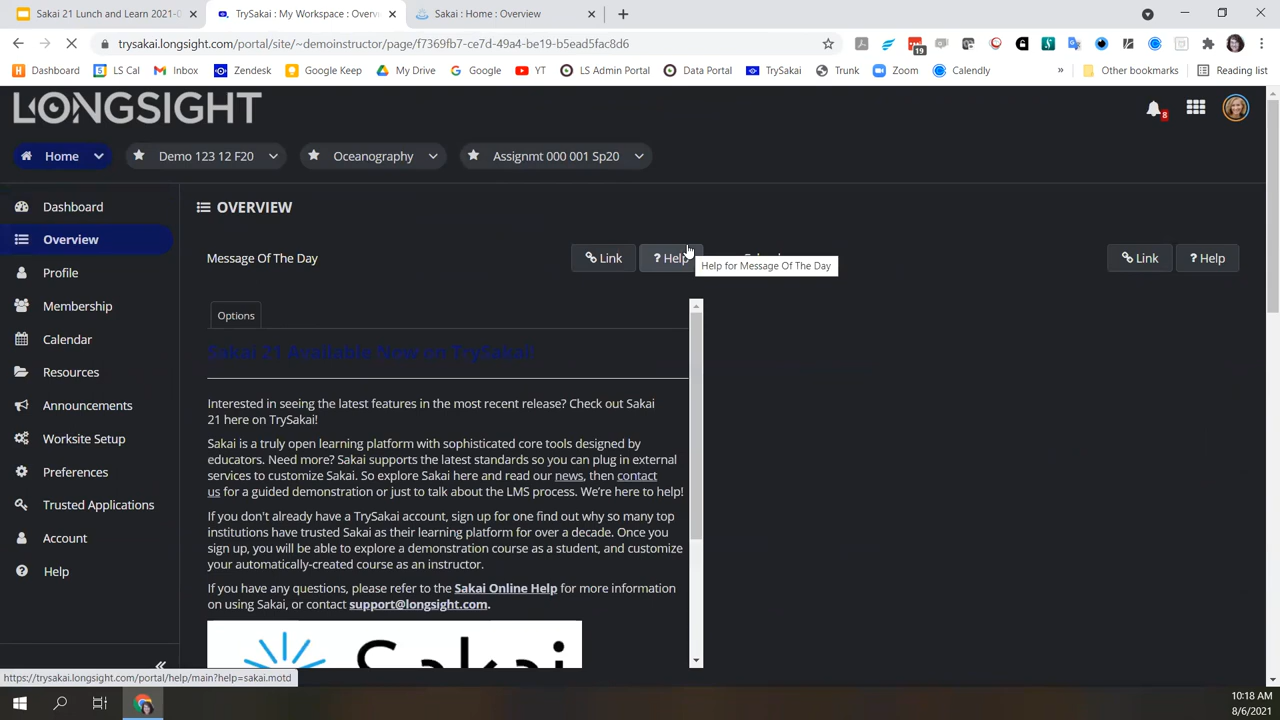 Sakai 21 Lunch and Learn 2021-0
TrySakai : My Workspace : Overv
Sakai : Home : Overview
trysakai.longsight.com/portal/site/~demoinstructor/page/f7369fb7-ce7d-49a4-be19-b5ead5fac8d6
19
Dashboard
LS Cal
Inbox
Zendesk
Google Keep
My Drive
Google
YT
LS Admin Portal
Data Portal
TrySakai
Trunk
Zoom
Calendly
»
Other bookmarks
Reading list
LONGSIGHT
8
Home
Demo 123 12 F20
Oceanography
Assignmt 000 001 Sp20
Dashboard
Overview
Profile
Membership
Calendar
Resources
Announcements
Worksite Setup
Preferences
Trusted Applications
Account
Help
OVERVIEW
Message Of The Day
Link
? Help
Help for Message Of The Day
Link
? Help
Options
Sakai 21 Available Now on TrySakai!
Interested in seeing the latest features in the most recent release? Check out Sakai
21 here on TrySakai!
Sakai is a truly open learning platform with sophisticated core tools designed by
educators. Need more? Sakai supports the latest standards so you can plug in external
services to customize Sakai. So explore Sakai here and read our news, then contact
us for a guided demonstration or just to talk about the LMS process. We're here to help!
If you don't already have a TrySakai account, sign up for one find out why so many top
institutions have trusted Sakai as their learning platform for over a decade. Once you
sign up, you will be able to explore a demonstration course as a student, and customize
your automatically-created course as an instructor.
If you have any questions, please refer to the Sakai Online Help for more information
on using Sakai, or contact support@longsight.com.
Sakai
https://trysakai.longsight.com/portal/help/main?help=sakai.motd
10:18 AM
8/6/2021